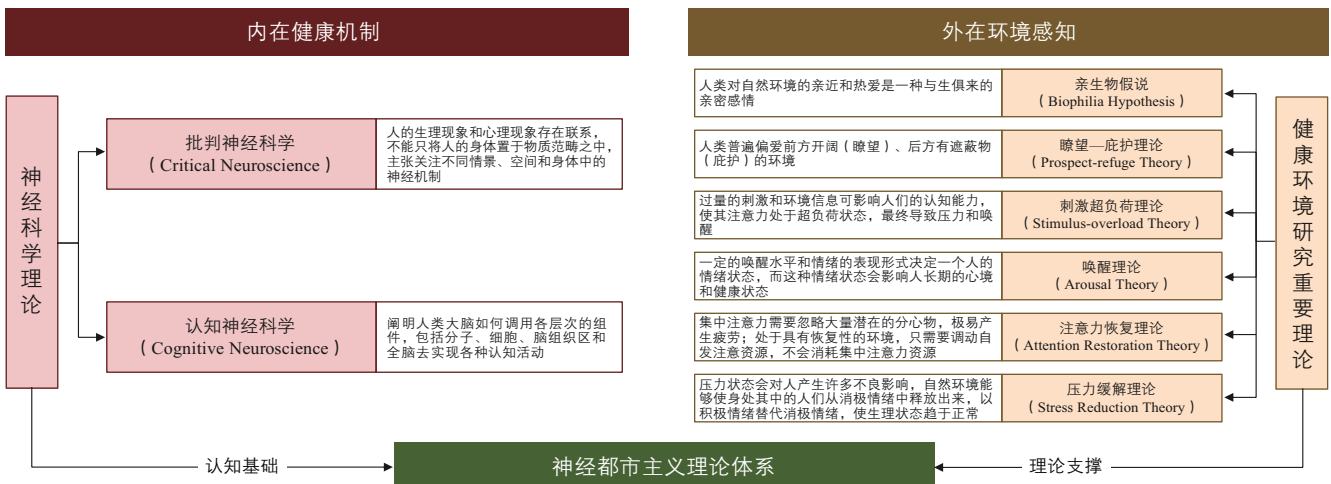 内在健康机制
神经科学理论
批判神经科学
（Critical Neuroscience）
人的生理现象和心理现象存在联系，
不能只将人的身体置于物质范畴之中，
主张关注不同情景、空间和身体中的
神经机制
认知神经科学
（Cognitive Neuroscience）
阐明人类大脑如何调用各层次的组
件，包括分子、细胞、脑组织区和
全脑去实现各种认知活动
外在环境感知
人类对自然环境的亲近和热爱是一种与生俱来的
亲密感情
亲生物假说
（Biophilia Hypothesis）
人类普遍偏爱前方开阔（瞭望）、后方有遮蔽物
（庇护）的环境
瞭望—庇护理论
（Prospect-refuge Theory）
过量的刺激和环境信息可影响人们的认知能力，
使其注意力处于超负荷状态，最终导致压力和唤
醒
刺激超负荷理论
（Stimulus-overload Theory）
一定的唤醒水平和情绪的表现形式决定一个人的
情绪状态，而这种情绪状态会影响人长期的心境
和健康状态
唤醒理论
（Arousal Theory）
集中注意力需要忽略大量潜在的分心物，极易产
生疲劳；处于具有恢复性的环境，只需要调动自
发注意资源，不会消耗集中注意力资源
注意力恢复理论
（Attention Restoration Theory）
压力状态会对人产生许多不良影响，自然环境能
够使身处其中的人们从消极情绪中释放出来，以
积极情绪替代消极情绪，使生理状态趋于正常
压力缓解理论
（Stress Reduction Theory）
健康环境研究重要理论
认知基础
神经都市主义理论体系
理论支撑